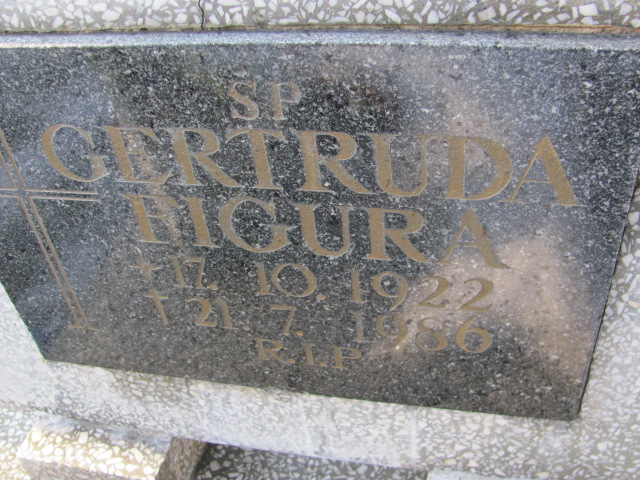 SP
GERTRUDA
FIGURA
* 17. 10. 1922
† 21. 7. 1986
R.I.P.